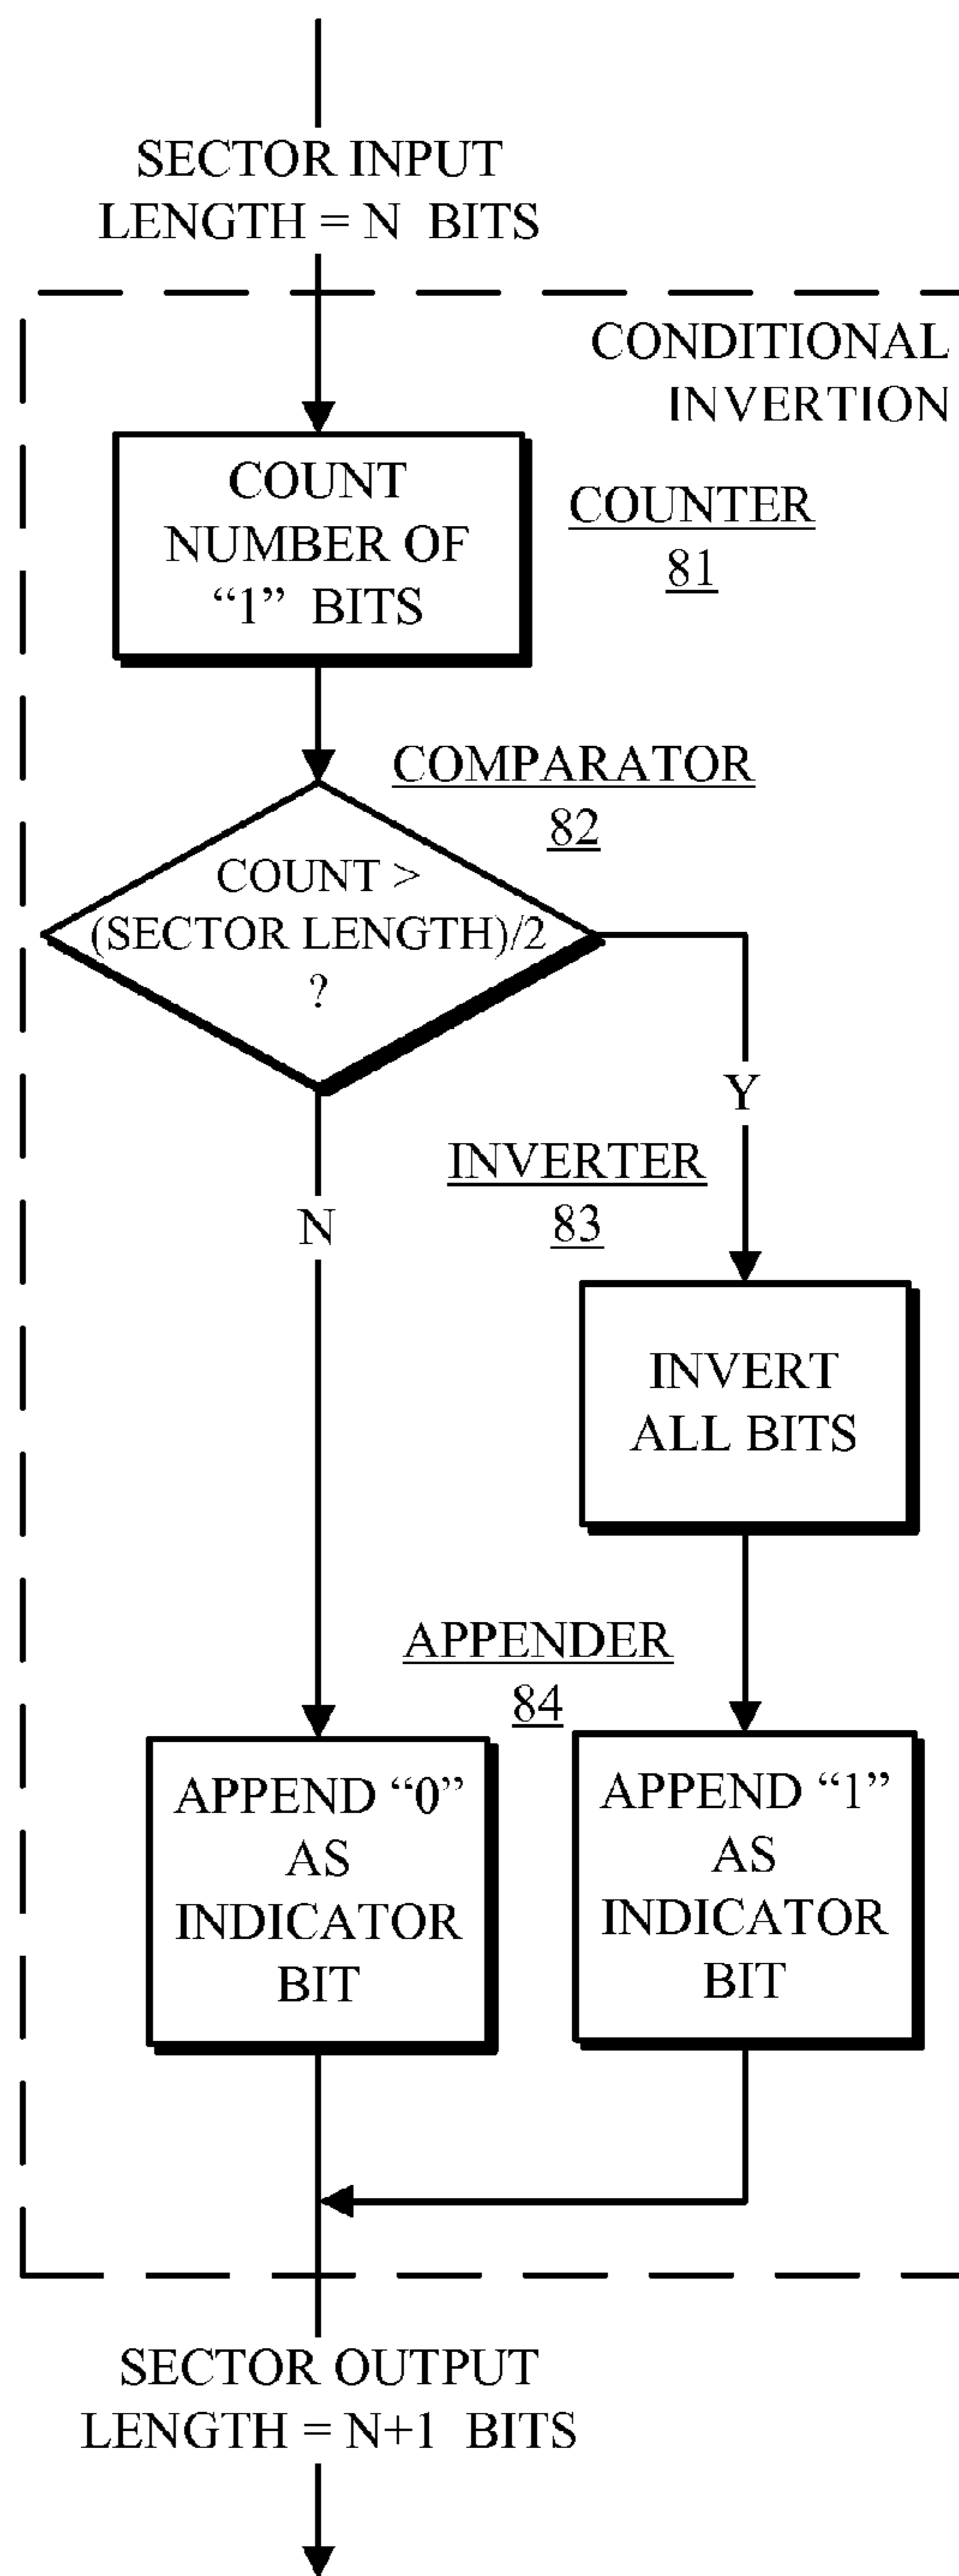 SECTOR INPUT
LENGTH = N BITS
CONDITIONAL
INVERTION
COUNT
NUMBER OF
“1” BITS
COUNTER
81
COMPARATOR
82
COUNT >
(SECTOR LENGTH)/2
?
Y
N
INVERTER
83
INVERT
ALL BITS
APPENDER
84
APPEND “0”
AS
INDICATOR
BIT
APPEND “1”
AS
INDICATOR
BIT
SECTOR OUTPUT
LENGTH = N+1 BITS